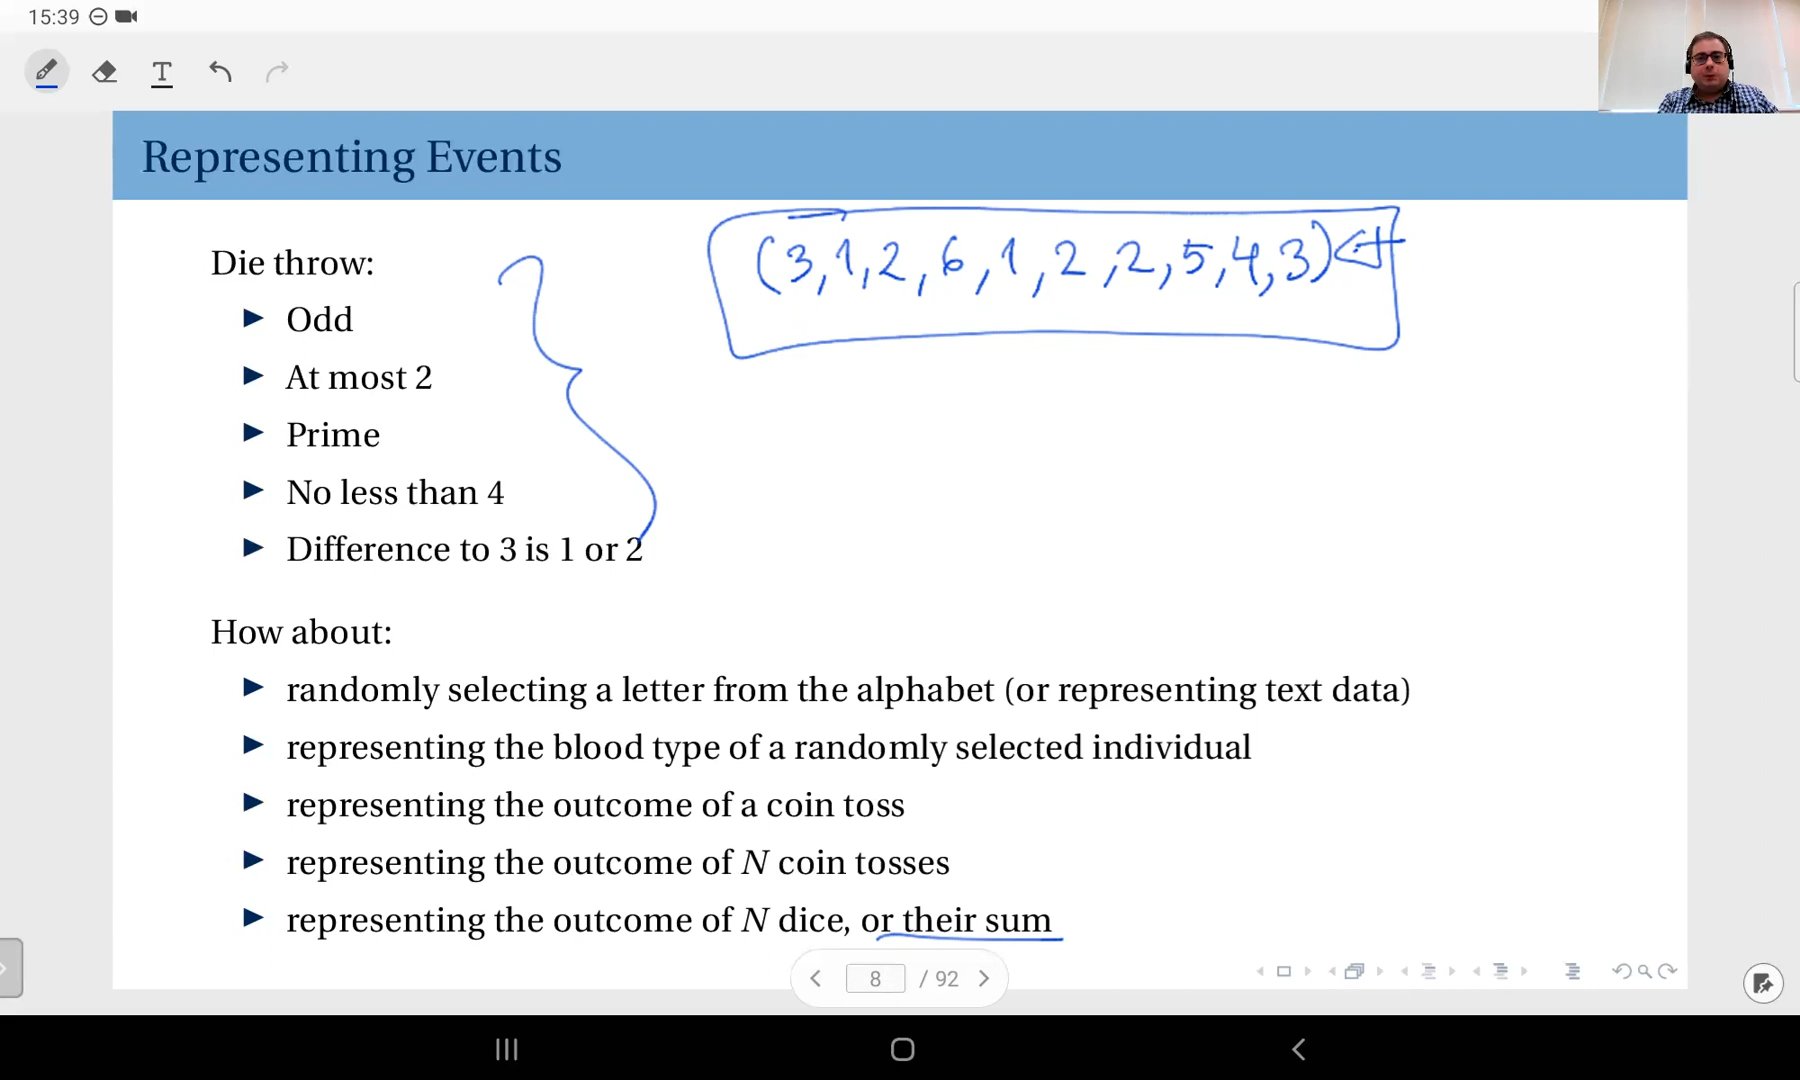 15:39
T
Representing Events
(3,1,2,6,1,2,2,5,4,3)
Die throw:
Odd
At most 2
Prime
No less than 4
Difference to 3 is 1 or 2
How about:
randomly selecting a letter from the alphabet (or representing text data)
representing the blood type of a randomly selected individual
representing the outcome of a coin toss
representing the outcome of N coin tosses
representing the outcome of N dice, or their sum
8 / 92